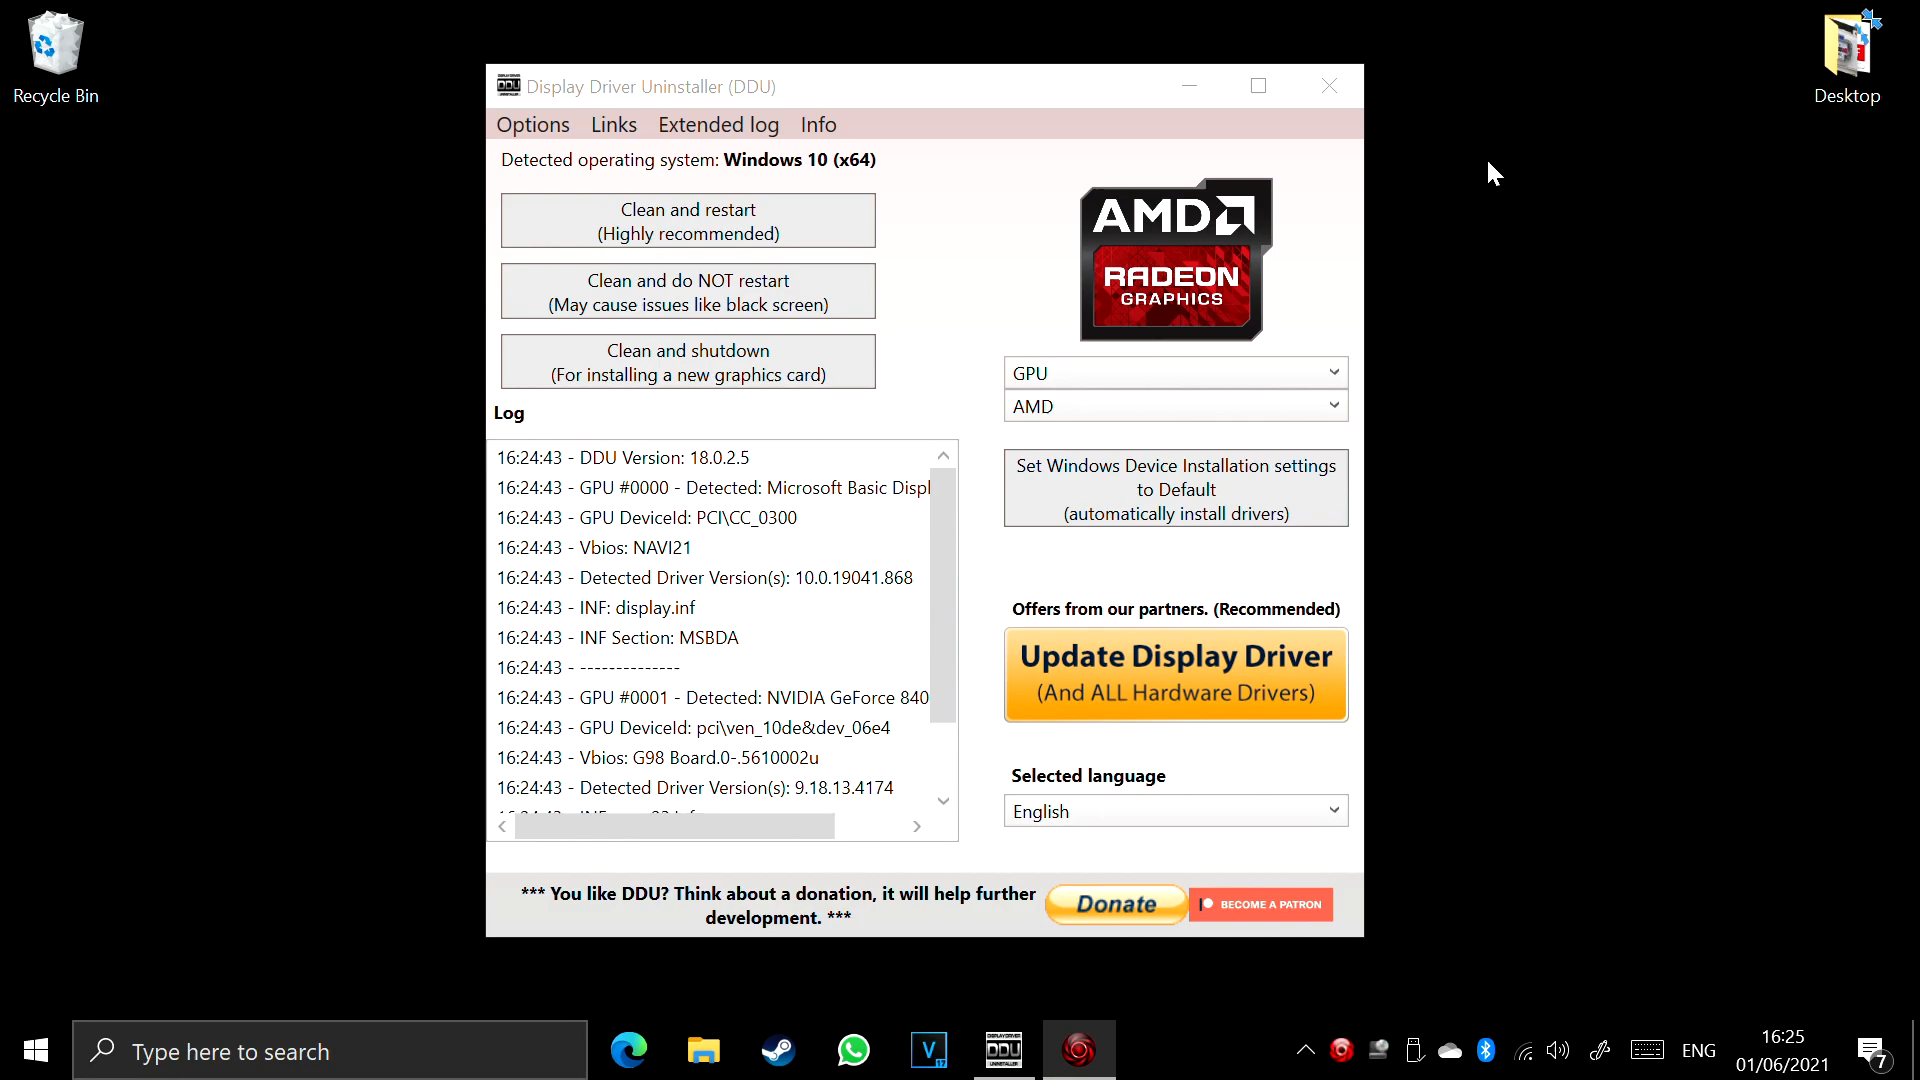 Recycle Bin
Desktop
DDU
Display Driver Uninstaller (DDU)
Options Links Extended log Info
Detected operating system: Windows 10 (x64)
Clean and restart
(Highly recommended)
Clean and do NOT restart
(May cause issues like black screen)
Clean and shutdown
(For installing a new graphics card)
AMD
RADEON
GRAPHICS
GPU
AMD
Log
16:24:43 - DDU Version: 18.0.2.5
16:24:43 - GPU #0000 - Detected: Microsoft Basic Displ
16:24:43 - GPU DeviceId: PCI\CC_0300
16:24:43 - Vbios: NAVI21
16:24:43 - Detected Driver Version(s): 10.0.19041.868
16:24:43 - INF: display.inf
16:24:43 - INF Section: MSBDA
16:24:43 - --------------
16:24:43 - GPU #0001 - Detected: NVIDIA GeForce 840
16:24:43 - GPU DeviceId: pci\ven_10de&dev_06e4
16:24:43 - Vbios: G98 Board.0-.5610002u
16:24:43 - Detected Driver Version(s): 9.18.13.4174
Set Windows Device Installation settings
to Default
(automatically install drivers)
Offers from our partners. (Recommended)
Update Display Driver
(And ALL Hardware Drivers)
Selected language
English
*** You like DDU? Think about a donation, it will help further
development. ***
Donate
BECOME A PATRON
Type here to search
V
17
DISPLAY DRIVER
DDU
UNINSTALLER
ENG
16:25
01/06/2021
7